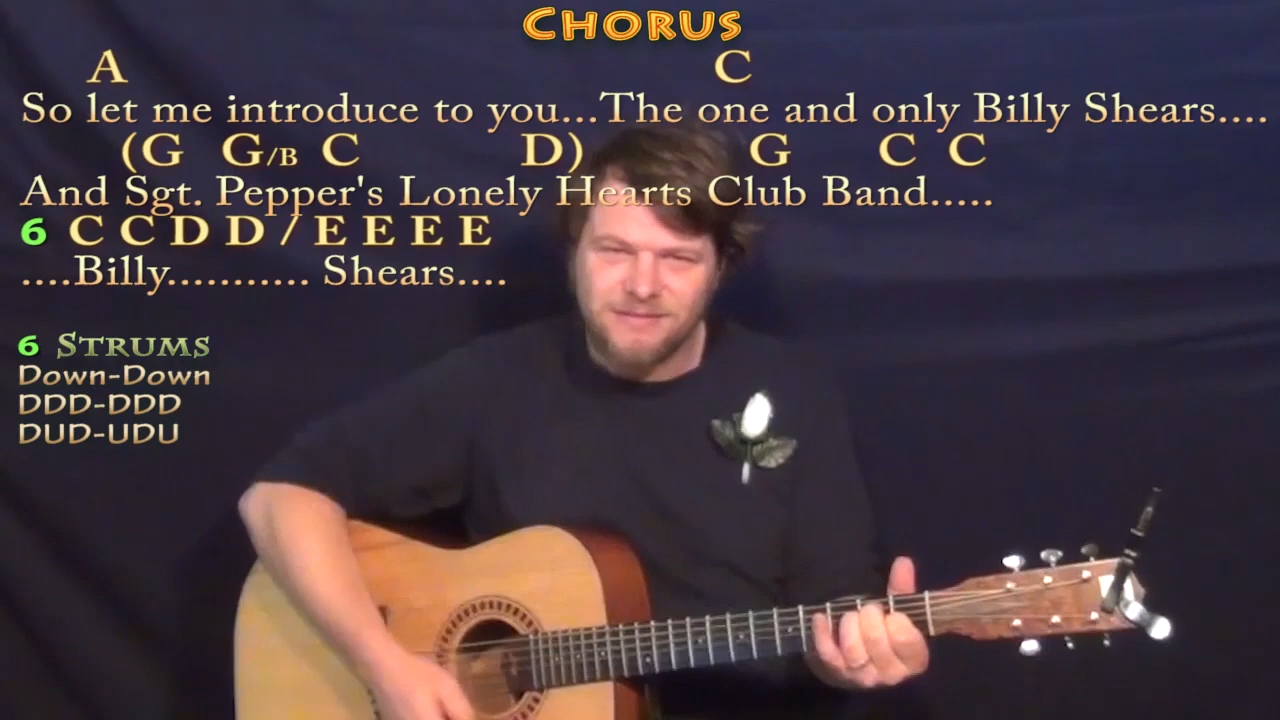 CHORUS
A C
So let me introduce to you...The one and only Billy Shears....
(G G/B C D) G C C
And Sgt. Pepper's Lonely Hearts Club Band.....
6 C C D D / E E E E
....Billy........... Shears....
6 STRUMS
Down-Down
DDD-DDD
DUD-UDU